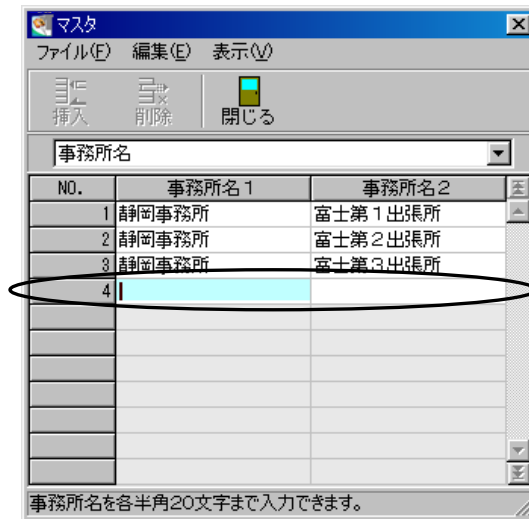 マスタ
ファイル(F) 編集(E) 表示(V)
挿入 削除 閉じる
事務所名
NO. 事務所名1 事務所名2
1 静岡事務所 富士第1出張所
2 静岡事務所 富士第2出張所
3 静岡事務所 富士第3出張所
4
事務所名を各半角20文字まで入力できます。